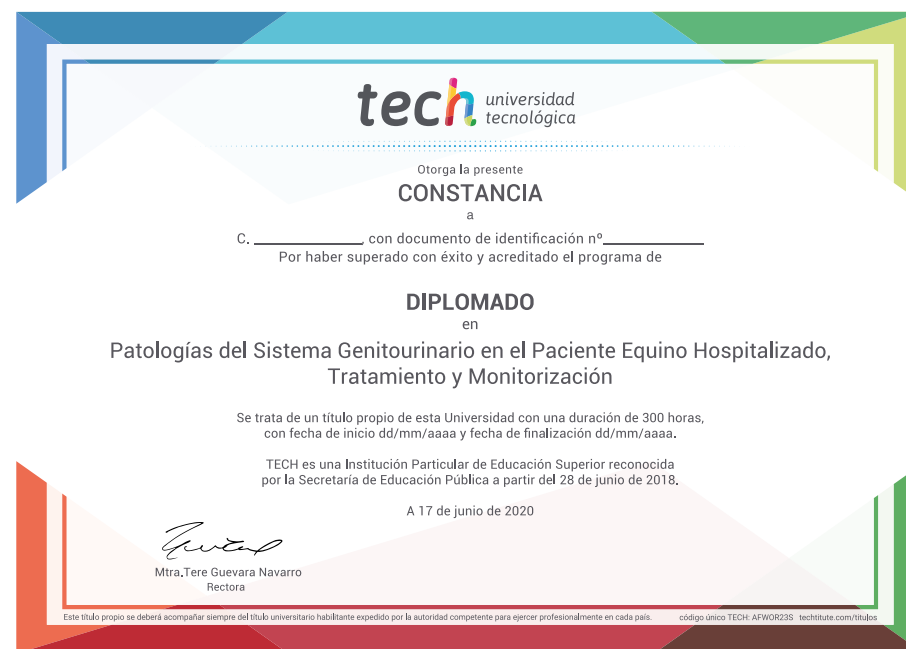 tech universidad
tecnológica
Otorga la presente
CONSTANCIA
a
C. ____________, con documento de identificación nº____________
Por haber superado con éxito y acreditado el programa de
DIPLOMADO
en
Patologías del Sistema Genitourinario en el Paciente Equino Hospitalizado,
Tratamiento y Monitorización
Se trata de un título propio de esta Universidad con una duración de 300 horas,
con fecha de inicio dd/mm/aaaa y fecha de finalización dd/mm/aaaa.
TECH es una Institución Particular de Educación Superior reconocida
por la Secretaría de Educación Pública a partir del 28 de junio de 2018.
A 17 de junio de 2020
Mtra.Tere Guevara Navarro
Rectora
Este título propio se deberá acompañar siempre del título universitario habilitante expedido por la autoridad competente para ejercer profesionalmente en cada país. código único TECH: AFWOR23S techtitute.com/titulos